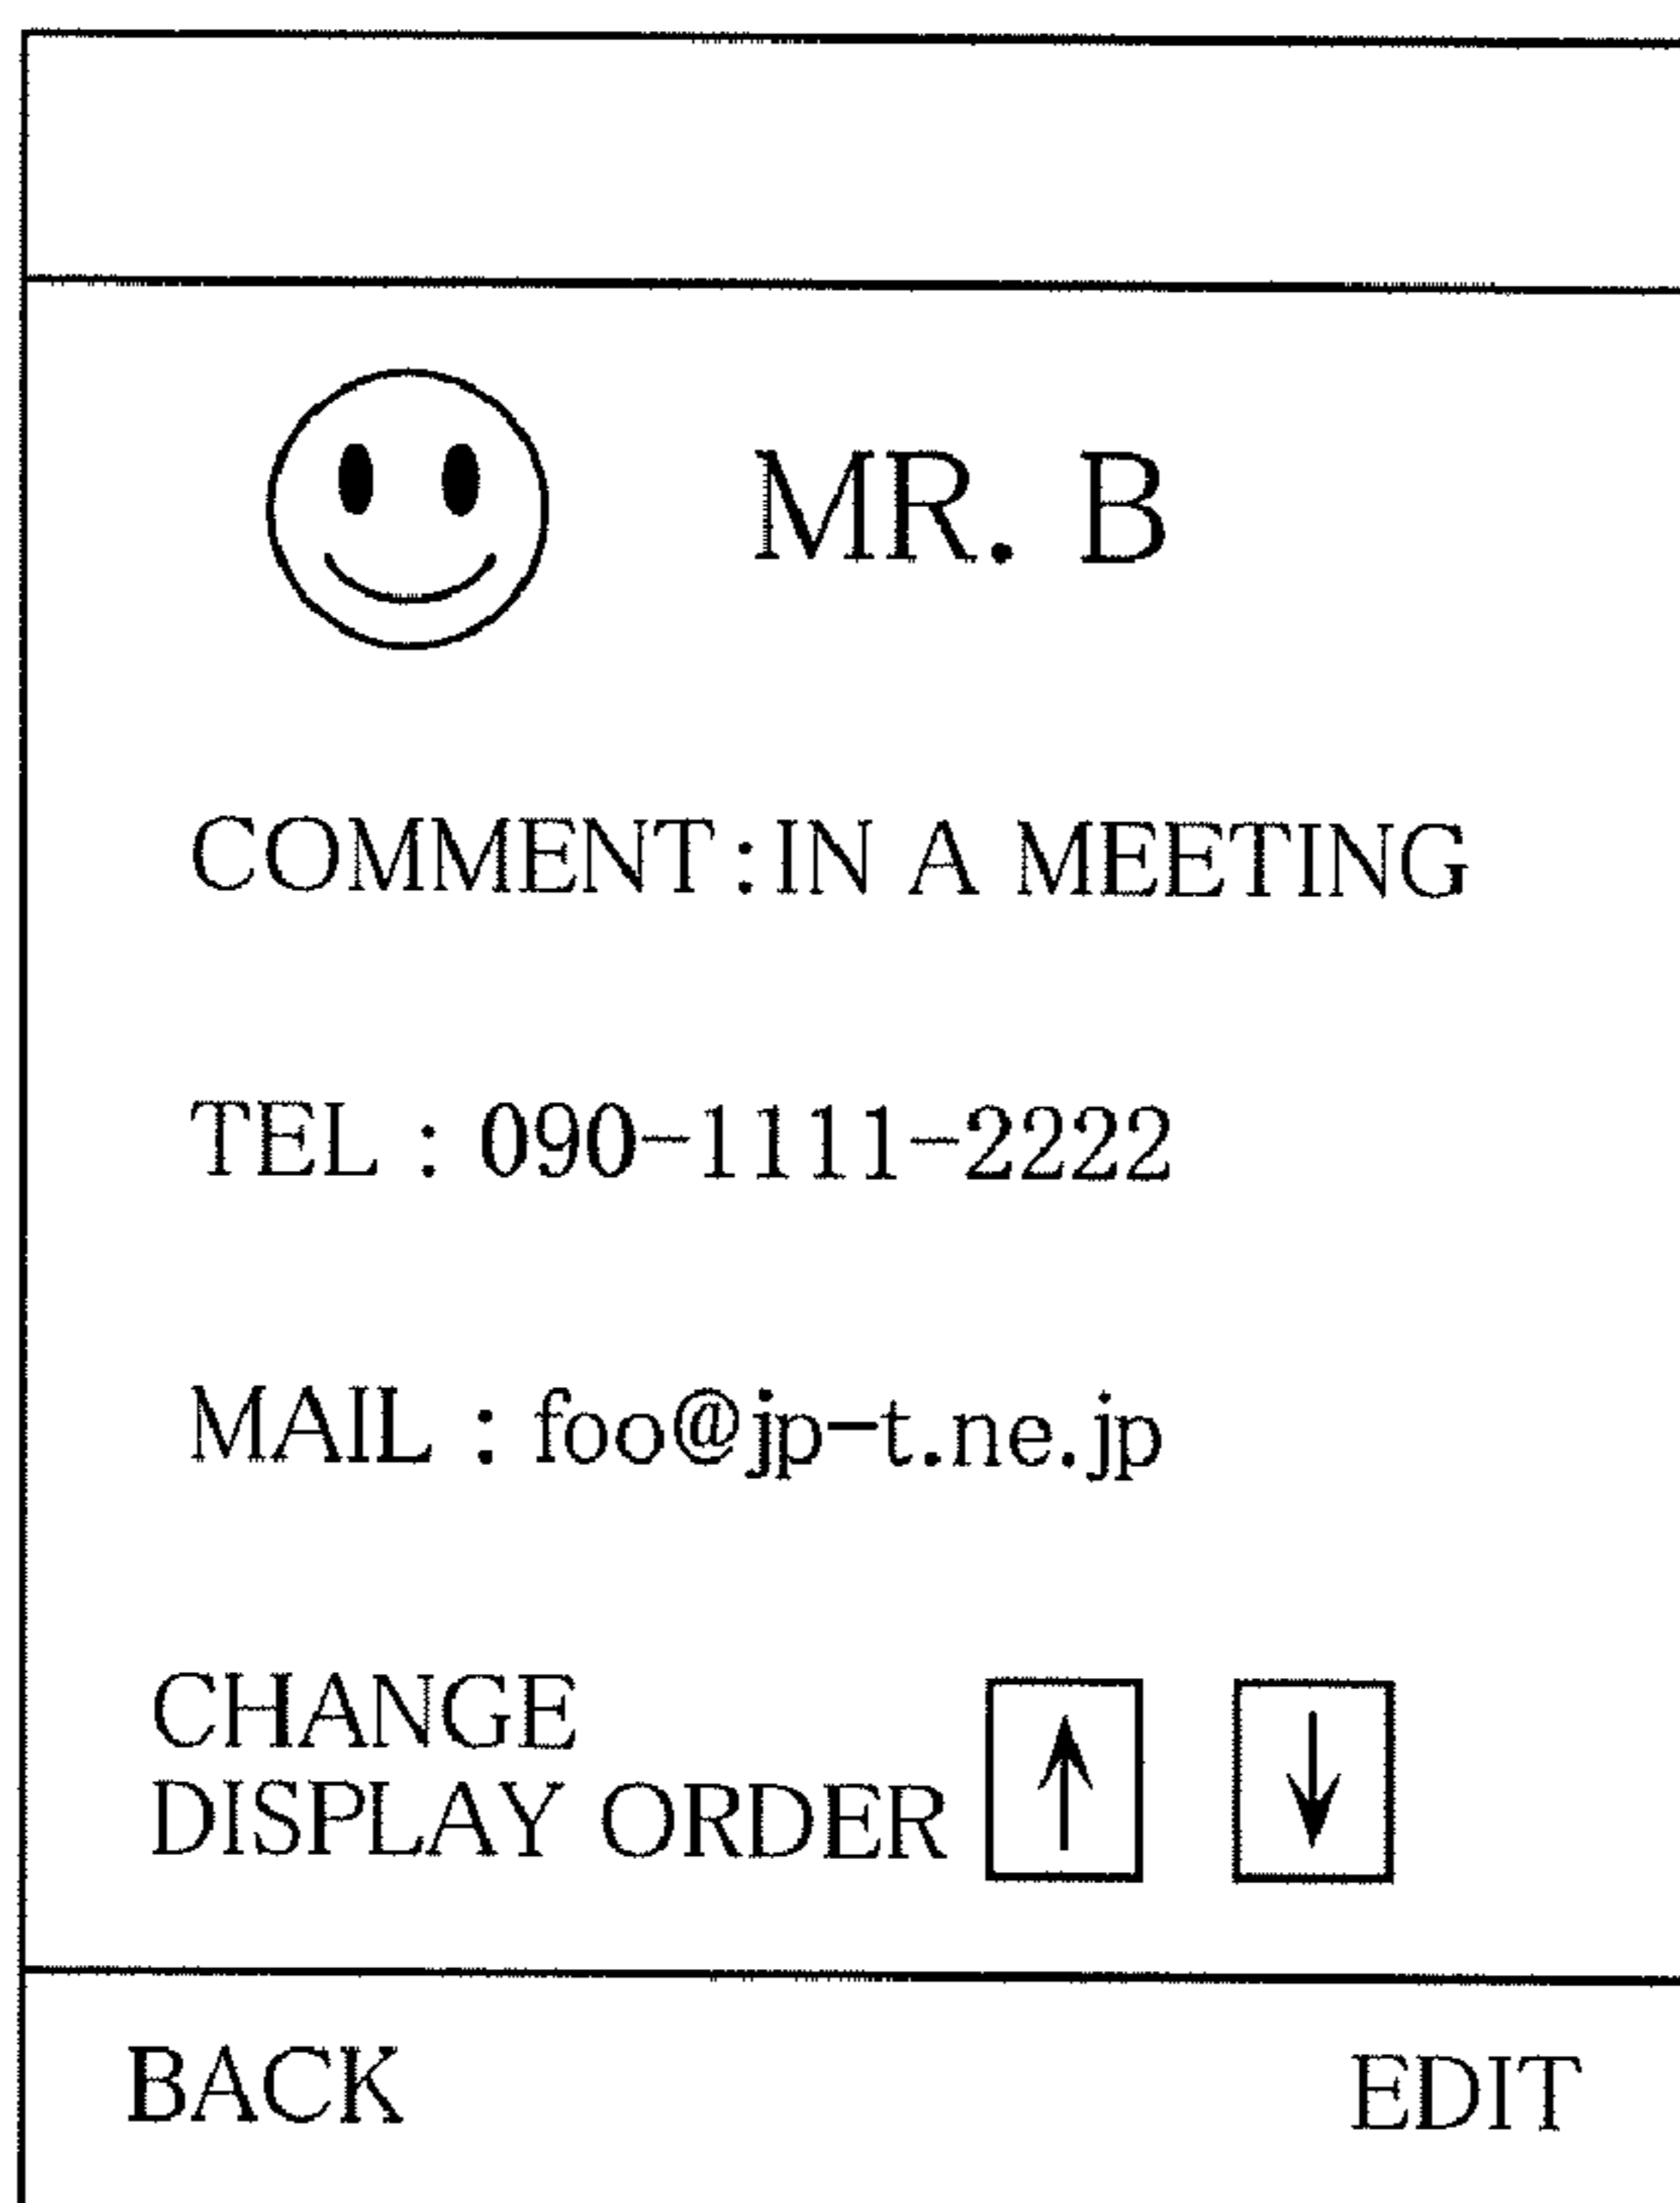 MR. B
COMMENT:IN A MEETING
TEL : 090-1111-2222
MAIL : foo@jp-t.ne.jp
CHANGE
DISPLAY ORDER ↑ ↓
BACK EDIT